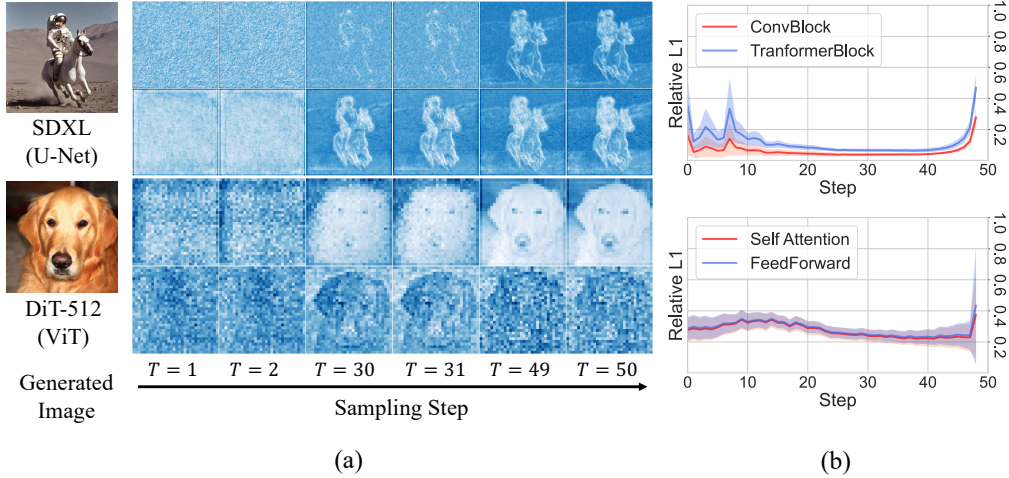 SDXL
(U-Net)
DiT-512
(ViT)
Generated
Image
T = 1
T = 2
T = 30
T = 31
T = 49
T = 50
Sampling Step
(a)
ConvBlock
TranformerBlock
Relative L1
1.0
0.8
0.6
0.4
0.2
0
10
20
30
40
50
Step
Self Attention
FeedForward
Relative L1
1.0
0.8
0.6
0.4
0.2
0
10
20
30
40
50
Step
(b)